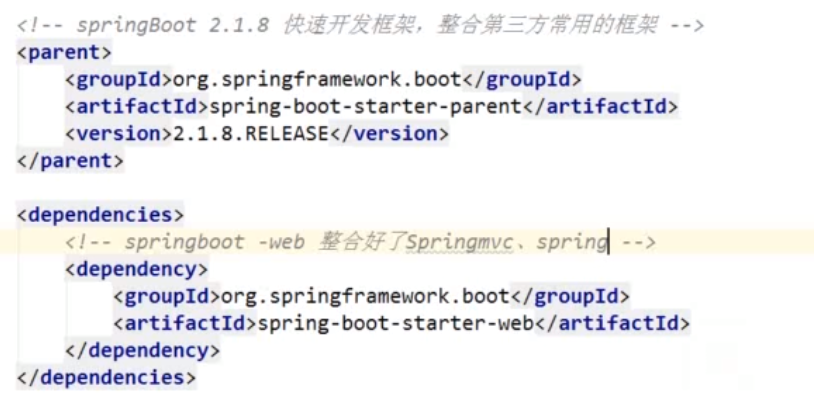 <!-- springBoot 2.1.8 快速开发框架，整合第三方常用的框架 -->
<parent>
    <groupId>org.springframework.boot</groupId>
    <artifactId>spring-boot-starter-parent</artifactId>
    <version>2.1.8.RELEASE</version>
</parent>

<dependencies>
    <!-- springboot -web 整合好了Springmvc、spring -->
    <dependency>
        <groupId>org.springframework.boot</groupId>
        <artifactId>spring-boot-starter-web</artifactId>
    </dependency>
</dependencies>